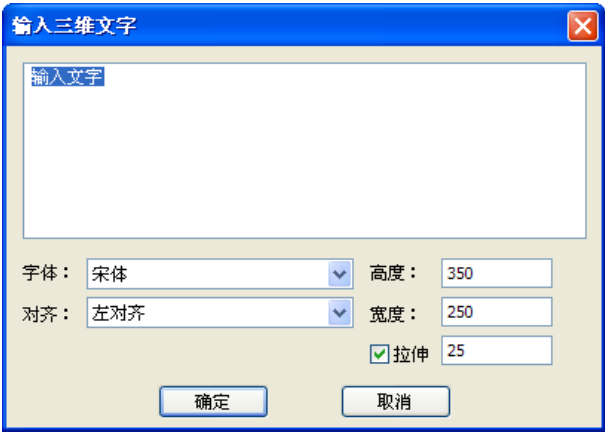 输入三维文字
输入文字
字体： 宋体 高度： 350
对齐： 左对齐 宽度： 250
拉伸 25
确定 取消